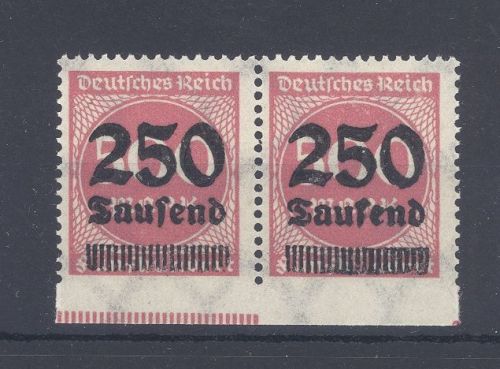 Deutsches Reich
250
Tausend
Deutsches Reich
250
Tausend